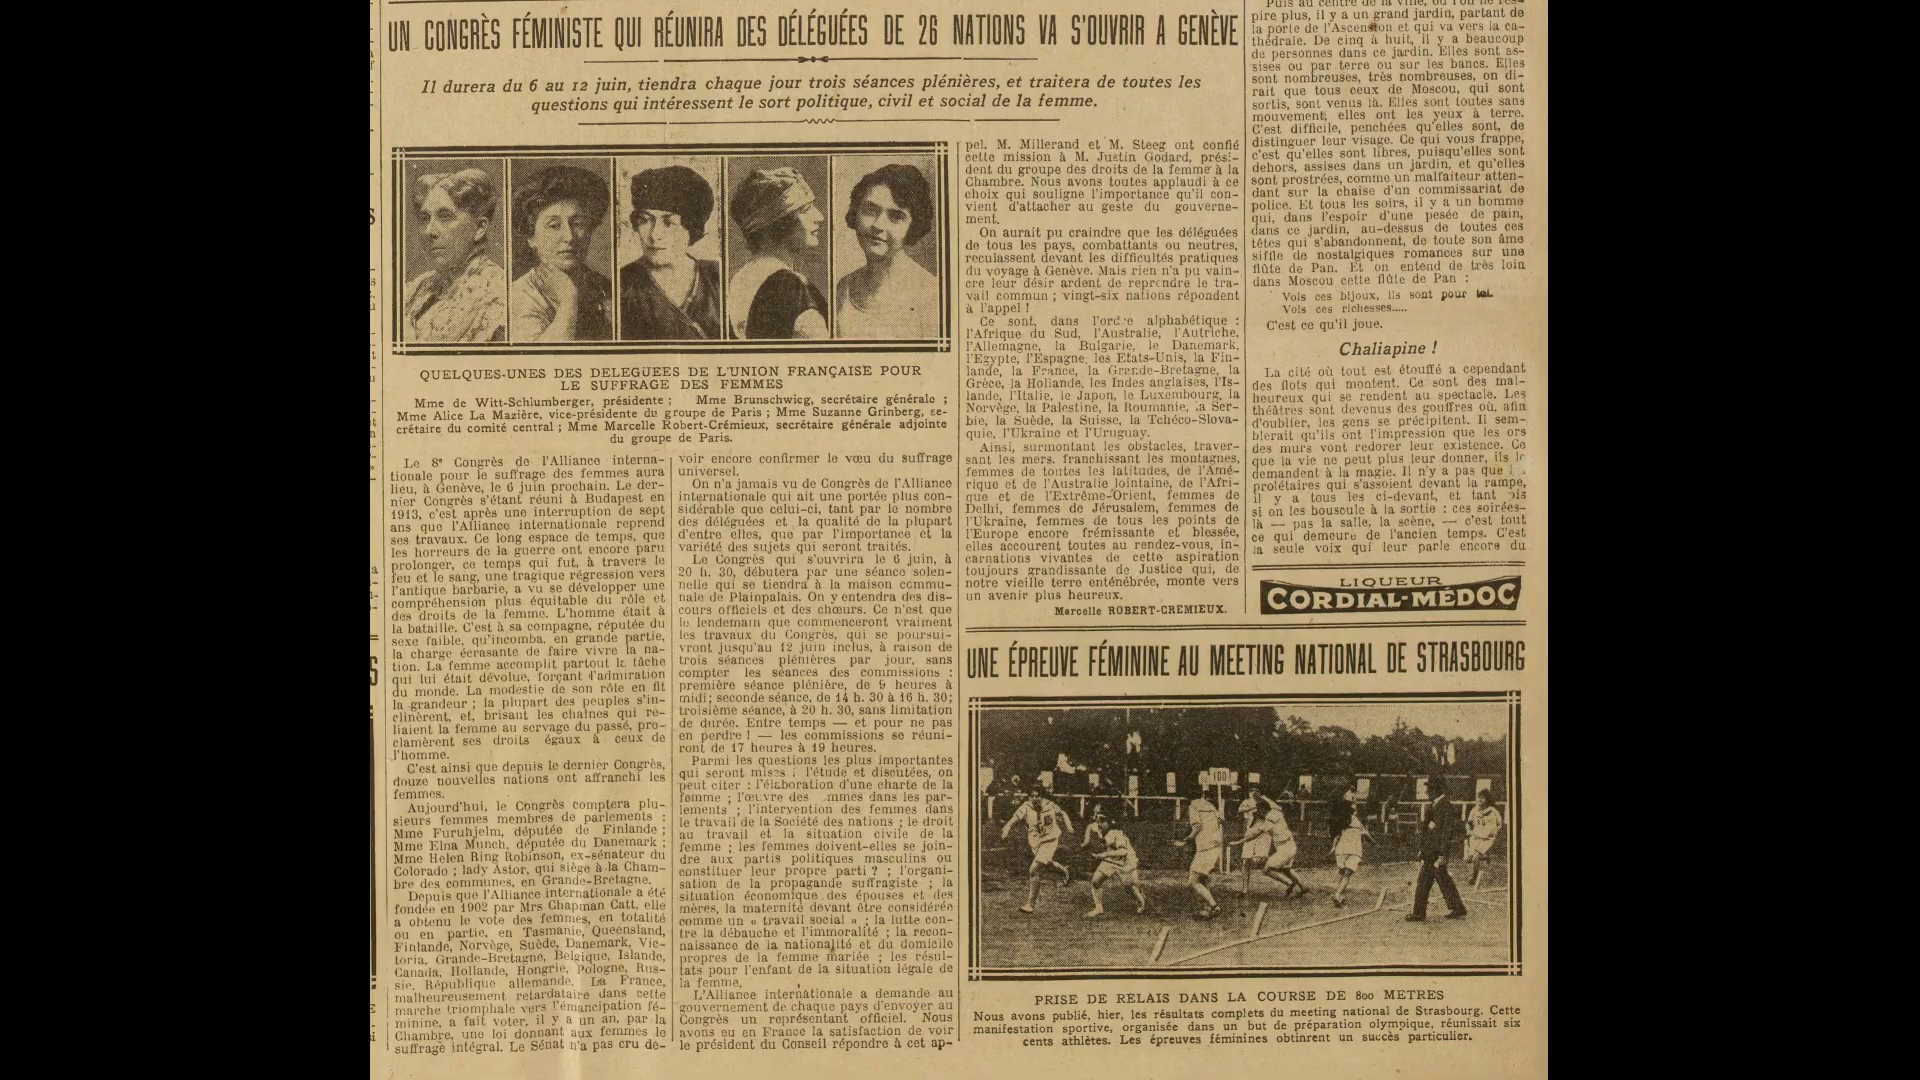 UN CONGRÈS FÉMINISTE QUI RÉUNIRA DES DÉLÉGUÉES DE 26 NATIONS VA S'OUVRIR A GENÈVE
Il durera du 6 au 12 juin, tiendra chaque jour trois séances plénières, et traitera de toutes les
questions qui intéressent le sort politique, civil et social de la femme.
QUELQUES-UNES DES DELEGUEES DE L'UNION FRANÇAISE POUR
LE SUFFRAGE DES FEMMES
Mme de Witt-Schlumberger, présidente ; Mme Brunschwicg, secrétaire générale ;
Mme Alice La Mazière, vice-présidente du groupe de Paris ; Mme Suzanne Grinberg, se-
crétaire du comité central ; Mme Marcelle Robert-Crémieux, secrétaire générale adjointe
du groupe de Paris.
Le 8e Congrès de l'Alliance interna-
tionale pour le suffrage des femmes aura
lieu, à Genève, le 6 juin prochain. Le der-
nier Congrès s'étant réuni à Budapest en
1913, c'est après une interruption de sept
ans que l'Alliance internationale reprend
ses travaux. Ce long espace de temps, que
les horreurs de la guerre ont encore paru
prolonger, ce temps qui fut, à travers le
feu et le sang, une tragique régression vers
l'antique barbarie, a vu se développer une
compréhension plus équitable du rôle et
des droits de la femme. L'homme était à
la bataille. C'est à sa compagne, réputée du
sexe faible, qu'incomba, en grande partie,
la charge écrasante de faire vivre la na-
tion. La femme accomplit partout la tâche
qui lui était dévolue, forçant l'admiration
du monde. La modestie de son rôle en fit
la grandeur ; la plupart des peuples s'in-
clinèrent, et, brisant les chaînes qui re-
liaient la femme au servage du passé, pro-
clamèrent ses droits égaux à ceux de
l'homme.
C'est ainsi que depuis le dernier Congrès,
douze nouvelles nations ont affranchi les
femmes.
Aujourd'hui, le Congrès comptera plu-
sieurs femmes membres de parlements :
Mme Furuhjelm, députée de Finlande ;
Mme Elna Munch, députée du Danemark ;
Mme Helen Ring Robinson, ex-sénateur du
Colorado ; lady Astor, qui siège à la Cham-
bre des communes, en Grande-Bretagne.
Depuis que l'Alliance internationale a été
fondée en 1902 par Mrs Chapman Catt, elle
a obtenu le vote des femmes, en totalité
ou en partie, en Tasmanie, Queensland,
Finlande, Norvège, Suède, Danemark, Vic-
toria, Grande-Bretagne, Belgique, Islande,
Canada, Hollande, Hongrie, Pologne, Rus-
sie, République allemande. La France,
malheureusement retardataire dans cette
marche triomphale vers l'émancipation fé-
minine, a fait voter, il y a un an, par la
Chambre, une loi donnant aux femmes le
suffrage intégral. Le Sénat n'a pas cru de-
voir encore confirmer le vœu du suffrage
universel.
On n'a jamais vu de Congrès de l'Alliance
internationale qui ait une portée plus con-
sidérable que celui-ci, tant par le nombre
des déléguées et la qualité de la plupart
d'entre elles, que par l'importance et la
variété des sujets qui seront traités.
Le Congrès qui s'ouvrira le 6 juin, à
20 h. 30, débutera par une séance solen-
nelle qui se tiendra à la maison commu-
nale de Plainpalais. On y entendra des dis-
cours officiels et des chœurs. Ce n'est que
le lendemain que commenceront vraiment
les travaux du Congrès, qui se poursui-
vront jusqu'au 12 juin inclus, à raison de
trois séances plénières par jour, sans
compter les séances des commissions :
première séance plénière, de 9 heures à
midi ; seconde séance, de 14 h. 30 à 16 h. 30;
troisième séance, à 20 h. 30, sans limitation
de durée. Entre temps — et pour ne pas
en perdre ! — les commissions se réuni-
ront de 17 heures à 19 heures.
Parmi les questions les plus importantes
qui seront mises à l'étude et discutées, on
peut citer : l'élaboration d'une charte de la
femme ; l'œuvre des femmes dans les par-
lements ; l'intervention des femmes dans
le travail de la Société des nations ; le droit
au travail et la situation civile de la
femme ; les femmes doivent-elles se join-
dre aux partis politiques masculins ou
constituer leur propre parti ? ; l'organi-
sation de la propagande suffragiste ; la
situation économique des épouses et des
mères, la maternité devant être considérée
comme un « travail social » ; la lutte con-
tre la débauche et l'immoralité ; la recon-
naissance de la nationalité et du domicile
propres de la femme mariée ; les résul-
tats pour l'enfant de la situation légale de
la femme.
L'Alliance internationale a demandé au
gouvernement de chaque pays d'envoyer au
Congrès un représentant officiel. Nous
avons eu en France la satisfaction de voir
le président du Conseil répondre à cet ap-
pel. M. Millerand et M. Steeg ont confié
cette mission à M. Justin Godard, prési-
dent du groupe des droits de la femme à la
Chambre. Nous avons toutes applaudi à ce
choix qui souligne l'importance qu'il con-
vient d'attacher au geste du gouverne-
ment.
On aurait pu craindre que les déléguées
de tous les pays, combattants ou neutres,
reculassent devant les difficultés pratiques
du voyage à Genève. Mais rien n'a pu vain-
cre leur désir ardent de reprendre le tra-
vail commun ; vingt-six nations répondent
à l'appel !
Ce sont, dans l'ordre alphabétique :
l'Afrique du Sud, l'Australie, l'Autriche,
l'Allemagne, la Bulgarie, le Danemark,
l'Egypte, l'Espagne, les Etats-Unis, la Fin-
lande, la France, la Grande-Bretagne, la
Grèce, la Hollande, les Indes anglaises, l'Is-
lande, l'Italie, le Japon, le Luxembourg, la
Norvège, la Palestine, la Roumanie, la Ser-
bie, la Suède, la Suisse, la Tchéco-Slova-
quie, l'Ukraine et l'Uruguay.
Ainsi, surmontant les obstacles, traver-
sant les mers, franchissant les montagnes,
femmes de toutes les latitudes, de l'Amé-
rique et de l'Australie lointaine, de l'Afri-
que et de l'Extrême-Orient, femmes de
Delhi, femmes de Jérusalem, femmes de
l'Ukraine, femmes de tous les points de
l'Europe encore frémissante et blessée,
elles accourent toutes au rendez-vous, in-
carnations vivantes de cette aspiration
toujours grandissante de Justice qui, de
notre vieille terre enténébrée, monte vers
un avenir plus heureux.
Marcelle ROBERT-CREMIEUX.
UNE ÉPREUVE FÉMININE AU MEETING NATIONAL DE STRASBOURG
PRISE DE RELAIS DANS LA COURSE DE 800 METRES
Nous avons publié, hier, les résultats complets du meeting national de Strasbourg. Cette
manifestation sportive, organisée dans un but de préparation olympique, réunissait six
cents athlètes. Les épreuves féminines obtinrent un succès particulier.
Puis au centre de la ville, où l'on ne res-
pire plus, il y a un grand jardin, partant de
la porte de l'Ascension et qui va vers la ca-
thédrale. De cinq à huit, il y a beaucoup
de personnes dans ce jardin. Elles sont as-
sises ou par terre ou sur les bancs. Elles
sont nombreuses, très nombreuses, on di-
rait que tous ceux de Moscou, qui sont
sortis, sont venus là. Elles sont toutes sans
mouvement, elles ont les yeux à terre.
C'est difficile, penchées qu'elles sont, de
distinguer leur visage. Ce qui vous frappe,
c'est qu'elles sont libres, puisqu'elles sont
dehors, assises dans un jardin, et qu'elles
sont prostrées, comme un malfaiteur atten-
dant sur la chaise d'un commissariat de
police. Et tous les soirs, il y a un homme
qui, dans l'espoir d'une pesée de pain,
dans ce jardin, au-dessus de toutes ces
têtes qui s'abandonnent, de toute son âme
siffle de nostalgiques romances sur une
flûte de Pan. Et on entend de très loin
dans Moscou cette flûte de Pan :
Vois ces bijoux, ils sont pour toi.
Vois ces richesses.....
C'est ce qu'il joue.
Chaliapine !
La cité où tout est étouffé a cependant
des flots qui montent. Ce sont des mal-
heureux qui se rendent au spectacle. Les
théâtres sont devenus des gouffres où, afin
d'oublier, les gens se précipitent. Il sem-
blerait qu'ils ont l'impression que les ors
des murs vont redorer leur existence. Ce
que la vie ne peut plus leur donner, ils le
demandent à la magie. Il n'y a pas que
prolétaires qui s'assoient devant la rampe,
il y a tous les ci-devant, et tant pis
si on les bouscule à la sortie : ces soirées-
là — pas la salle, la scène, — c'est tout
ce qui demeure de l'ancien temps. C'est
la seule voix qui leur parle encore du
LIQUEUR
CORDIAL-MÉDOC